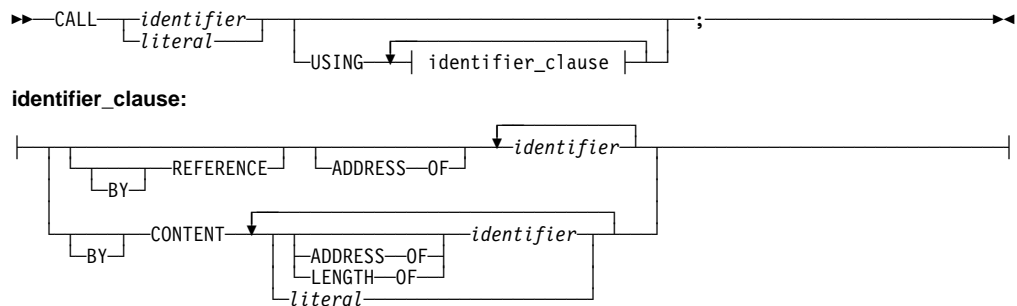 CALL identifier ;
literal
USING identifier_clause
identifier_clause:
identifier
REFERENCE ADDRESS OF
BY
CONTENT identifier
BY ADDRESS OF
LENGTH OF
literal